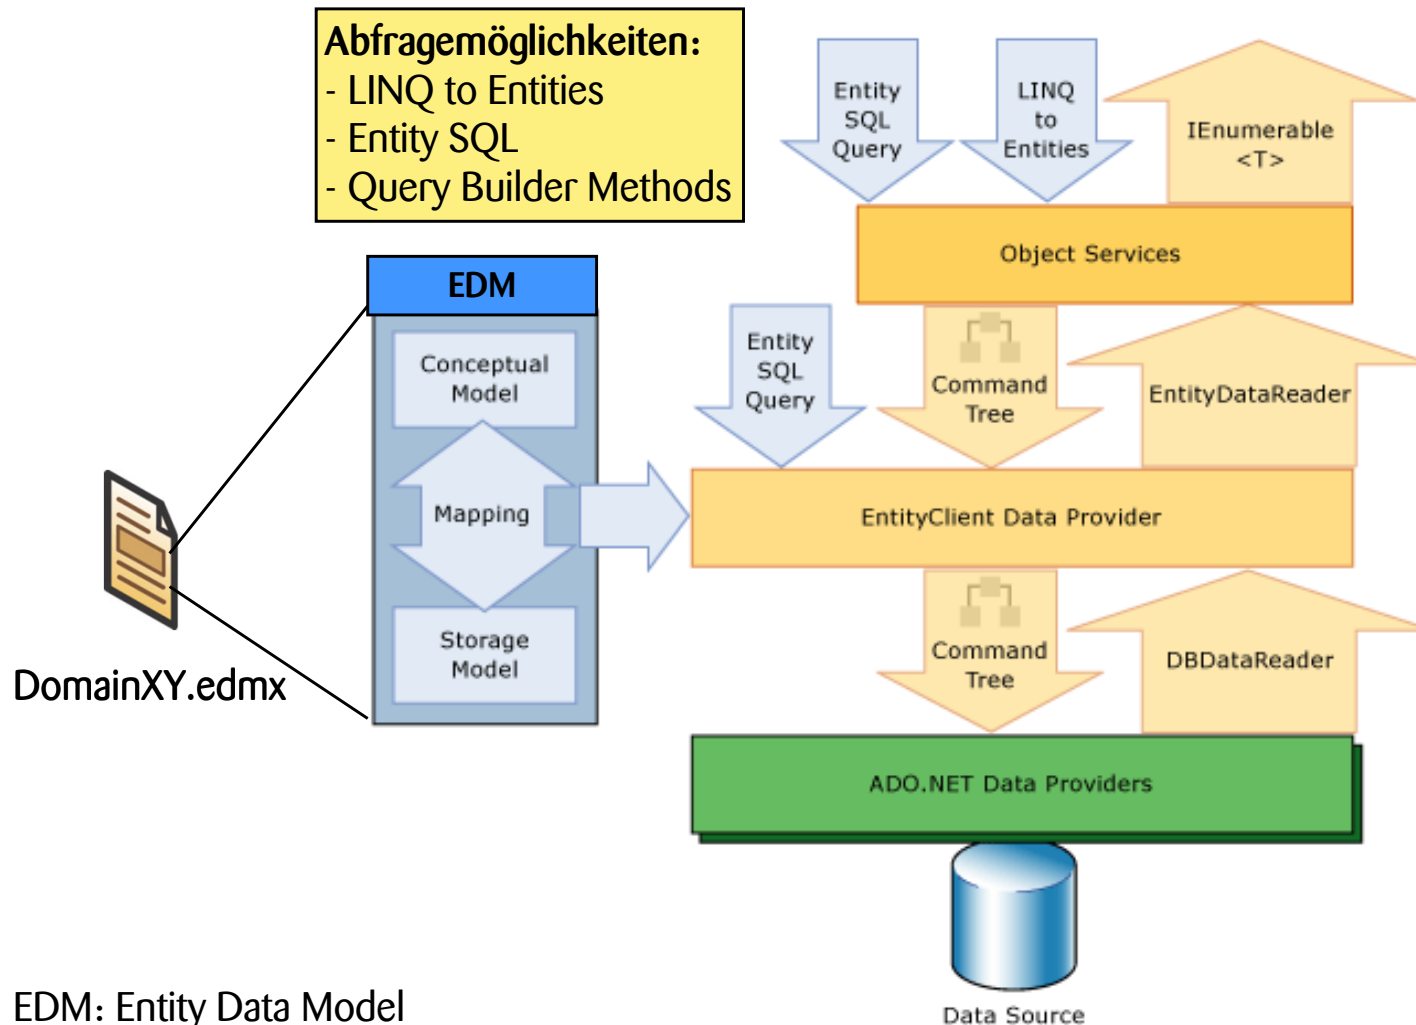 Abfragemöglichkeiten:
- LINQ to Entities
- Entity SQL
- Query Builder Methods
Entity
SQL
Query
LINQ
to
Entities
IEnumerable
<T>
Object Services
EDM
Conceptual
Model
Mapping
Storage
Model
Entity
SQL
Query
Command
Tree
EntityDataReader
EntityClient Data Provider
Command
Tree
DBDataReader
DomainXY.edmx
ADO.NET Data Providers
Data Source
EDM: Entity Data Model